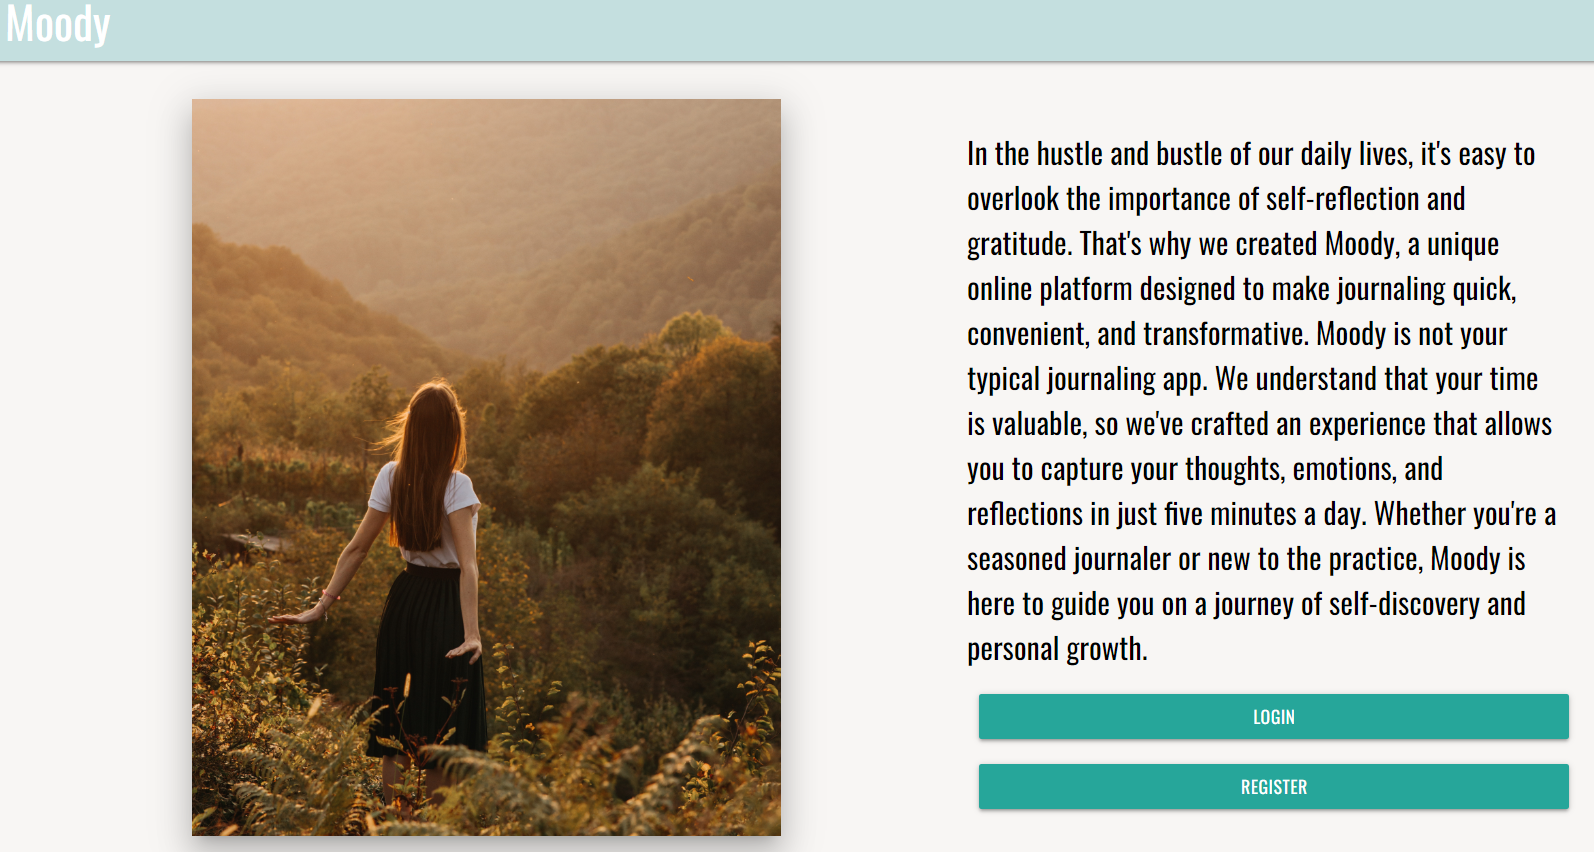 Moody
In the hustle and bustle of our daily lives, it's easy to
overlook the importance of self-reflection and
gratitude. That's why we created Moody, a unique
online platform designed to make journaling quick,
convenient, and transformative. Moody is not your
typical journaling app. We understand that your time
is valuable, so we've crafted an experience that allows
you to capture your thoughts, emotions, and
reflections in just five minutes a day. Whether you're a
seasoned journaler or new to the practice, Moody is
here to guide you on a journey of self-discovery and
personal growth.
LOGIN
REGISTER